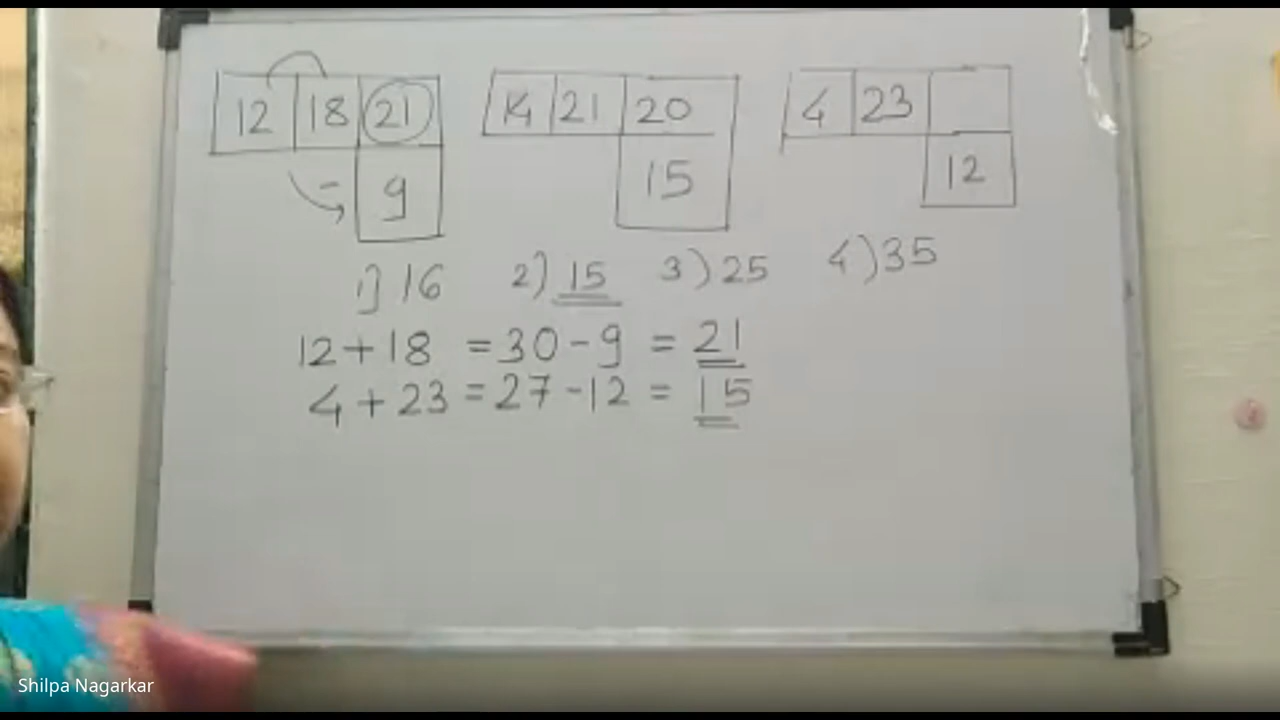 12 18 21 14 21 20 4 23
- 9 15 12
1) 16 2) 15 3) 25 4) 35
12 + 18 = 30 - 9 = 21
4 + 23 = 27 - 12 = 15
Shilpa Nagarkar